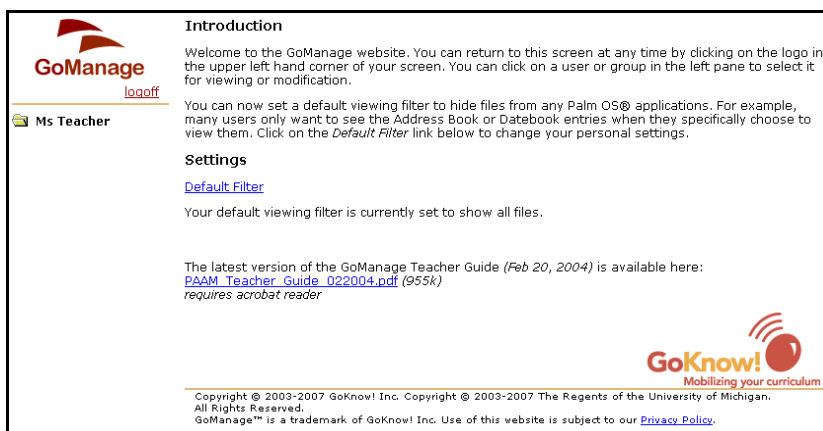 GoManage
logoff
Ms Teacher
Introduction
Welcome to the GoManage website. You can return to this screen at any time by clicking on the logo in
the upper left hand corner of your screen. You can click on a user or group in the left pane to select it
for viewing or modification.
You can now set a default viewing filter to hide files from any Palm OS® applications. For example,
many users only want to see the Address Book or Datebook entries when they specifically choose to
view them. Click on the Default Filter link below to change your personal settings.
Settings
Default Filter
Your default viewing filter is currently set to show all files.
The latest version of the GoManage Teacher Guide (Feb 20, 2004) is available here:
PAAM_Teacher_Guide_022004.pdf (955k)
requires acrobat reader
GoKnow!
Mobilizing your curriculum
Copyright © 2003-2007 GoKnow! Inc. Copyright © 2003-2007 The Regents of the University of Michigan.
All Rights Reserved.
GoManage™ is a trademark of GoKnow! Inc. Use of this website is subject to our Privacy Policy.